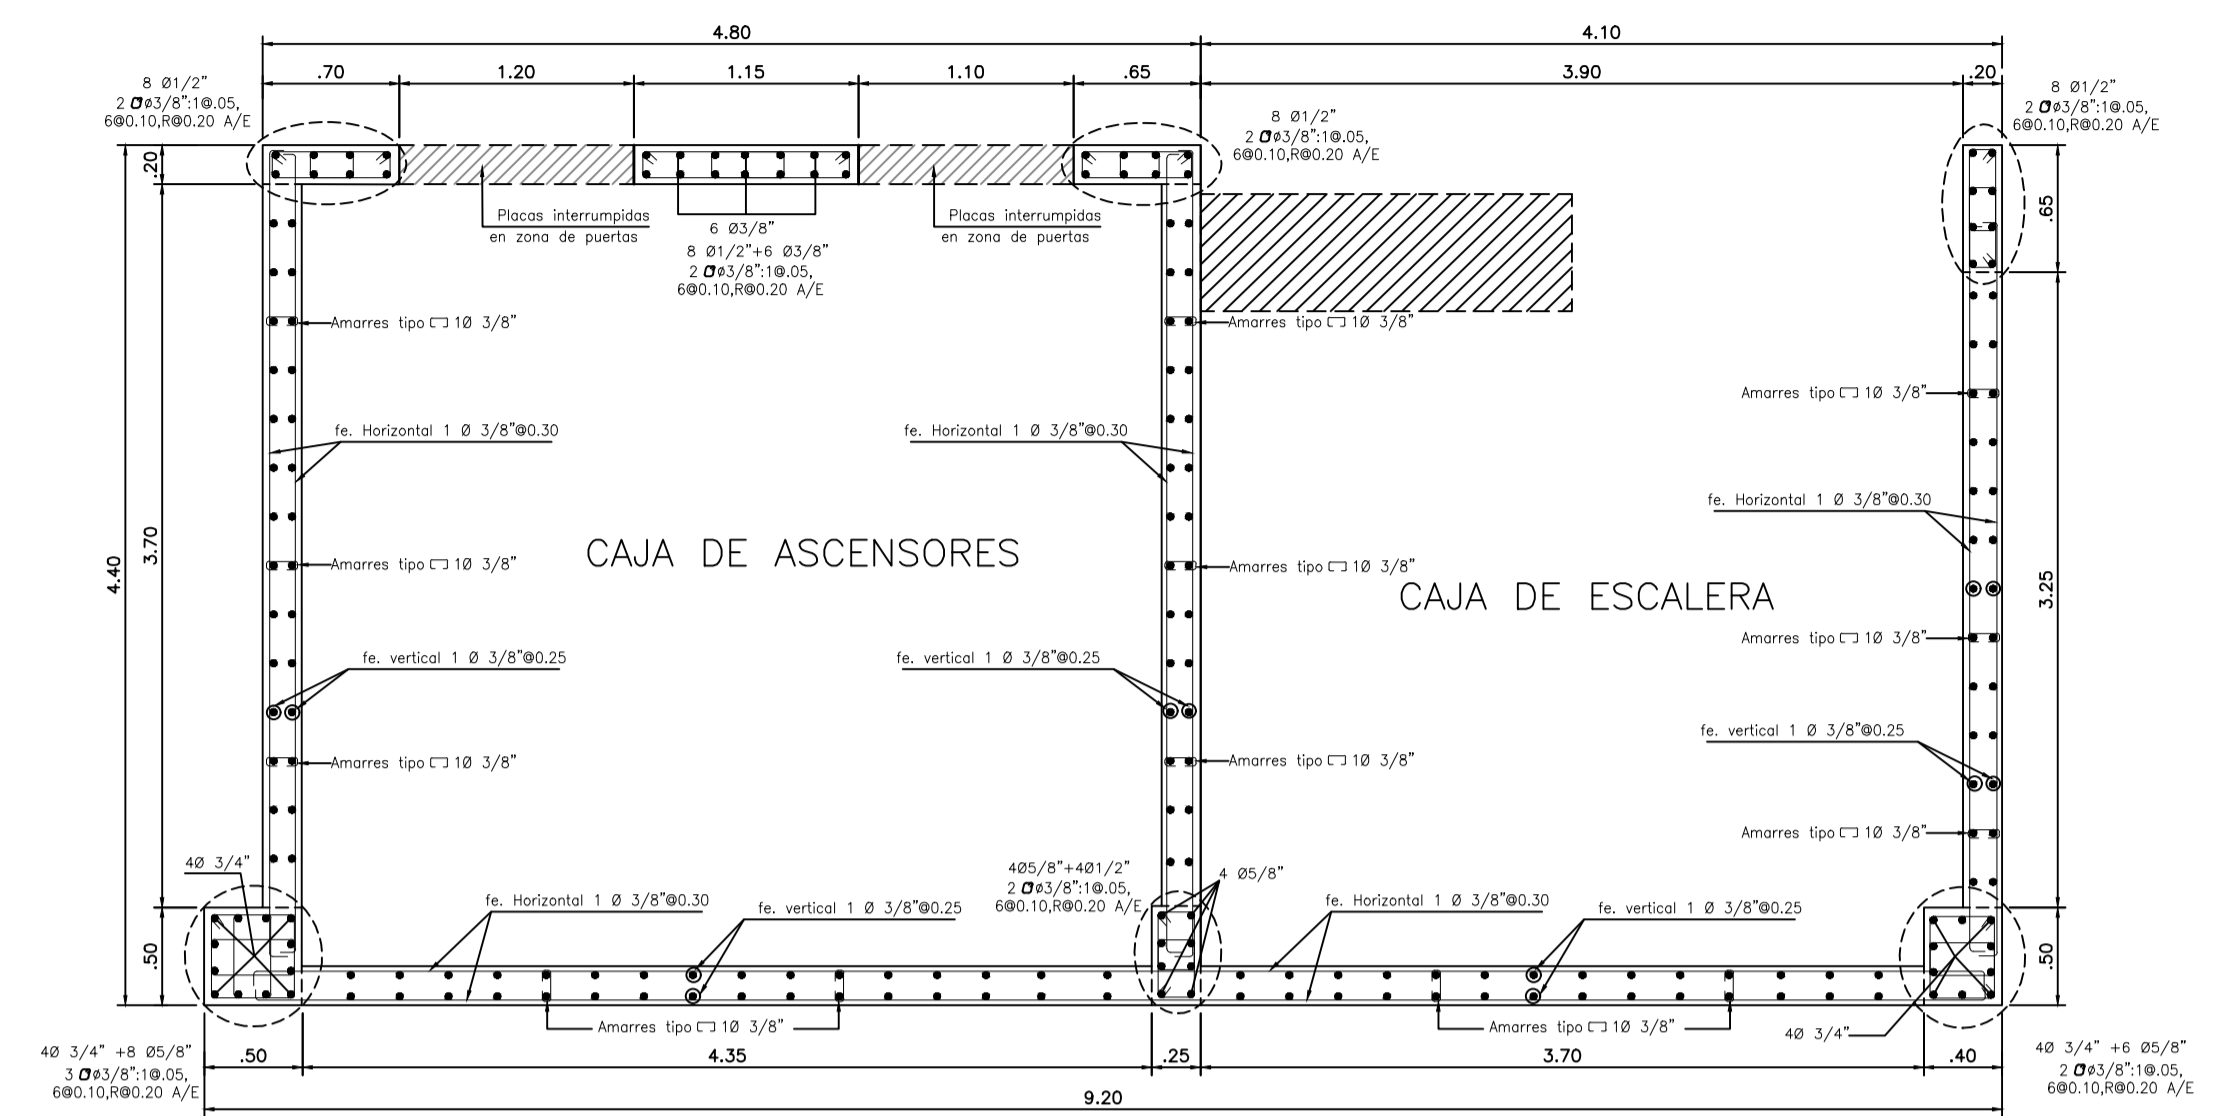 4.80
4.10
.70
1.20
1.15
1.10
.65
3.90
.20
8 Ø1/2"
2 ø3/8":1@.05,
6@0.10,R@0.20 A/E
8 Ø1/2"
2 ø3/8":1@.05,
6@0.10,R@0.20 A/E
8 Ø1/2"
2 ø3/8":1@.05,
6@0.10,R@0.20 A/E
.20
.65
Placas interrumpidas
en zona de puertas
6 Ø3/8"
8 Ø1/2"+6 Ø3/8"
2 ø3/8":1@.05,
6@0.10,R@0.20 A/E
Placas interrumpidas
en zona de puertas
Amarres tipo 1Ø 3/8"
Amarres tipo 1Ø 3/8"
Amarres tipo 1Ø 3/8"
fe. Horizontal 1 Ø 3/8"@0.30
fe. Horizontal 1 Ø 3/8"@0.30
fe. Horizontal 1 Ø 3/8"@0.30
4.40
3.70
3.25
CAJA DE ASCENSORES
CAJA DE ESCALERA
Amarres tipo 1Ø 3/8"
Amarres tipo 1Ø 3/8"
Amarres tipo 1Ø 3/8"
fe. vertical 1 Ø 3/8"@0.25
fe. vertical 1 Ø 3/8"@0.25
fe. vertical 1 Ø 3/8"@0.25
Amarres tipo 1Ø 3/8"
Amarres tipo 1Ø 3/8"
Amarres tipo 1Ø 3/8"
4Ø 3/4"
4Ø5/8"+4Ø1/2"
2 ø3/8":1@.05,
6@0.10,R@0.20 A/E
4 Ø5/8"
fe. Horizontal 1 Ø 3/8"@0.30
fe. vertical 1 Ø 3/8"@0.25
fe. Horizontal 1 Ø 3/8"@0.30
fe. vertical 1 Ø 3/8"@0.25
.50
.50
Amarres tipo 1Ø 3/8"
Amarres tipo 1Ø 3/8"
4Ø 3/4"
4Ø 3/4" +8 Ø5/8"
3 ø3/8":1@.05,
6@0.10,R@0.20 A/E
.50
4.35
.25
3.70
.40
4Ø 3/4" +6 Ø5/8"
2 ø3/8":1@.05,
6@0.10,R@0.20 A/E
9.20